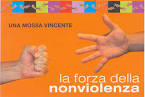 UNA MOSSA VINCENTE
la forza della
nonviolenza